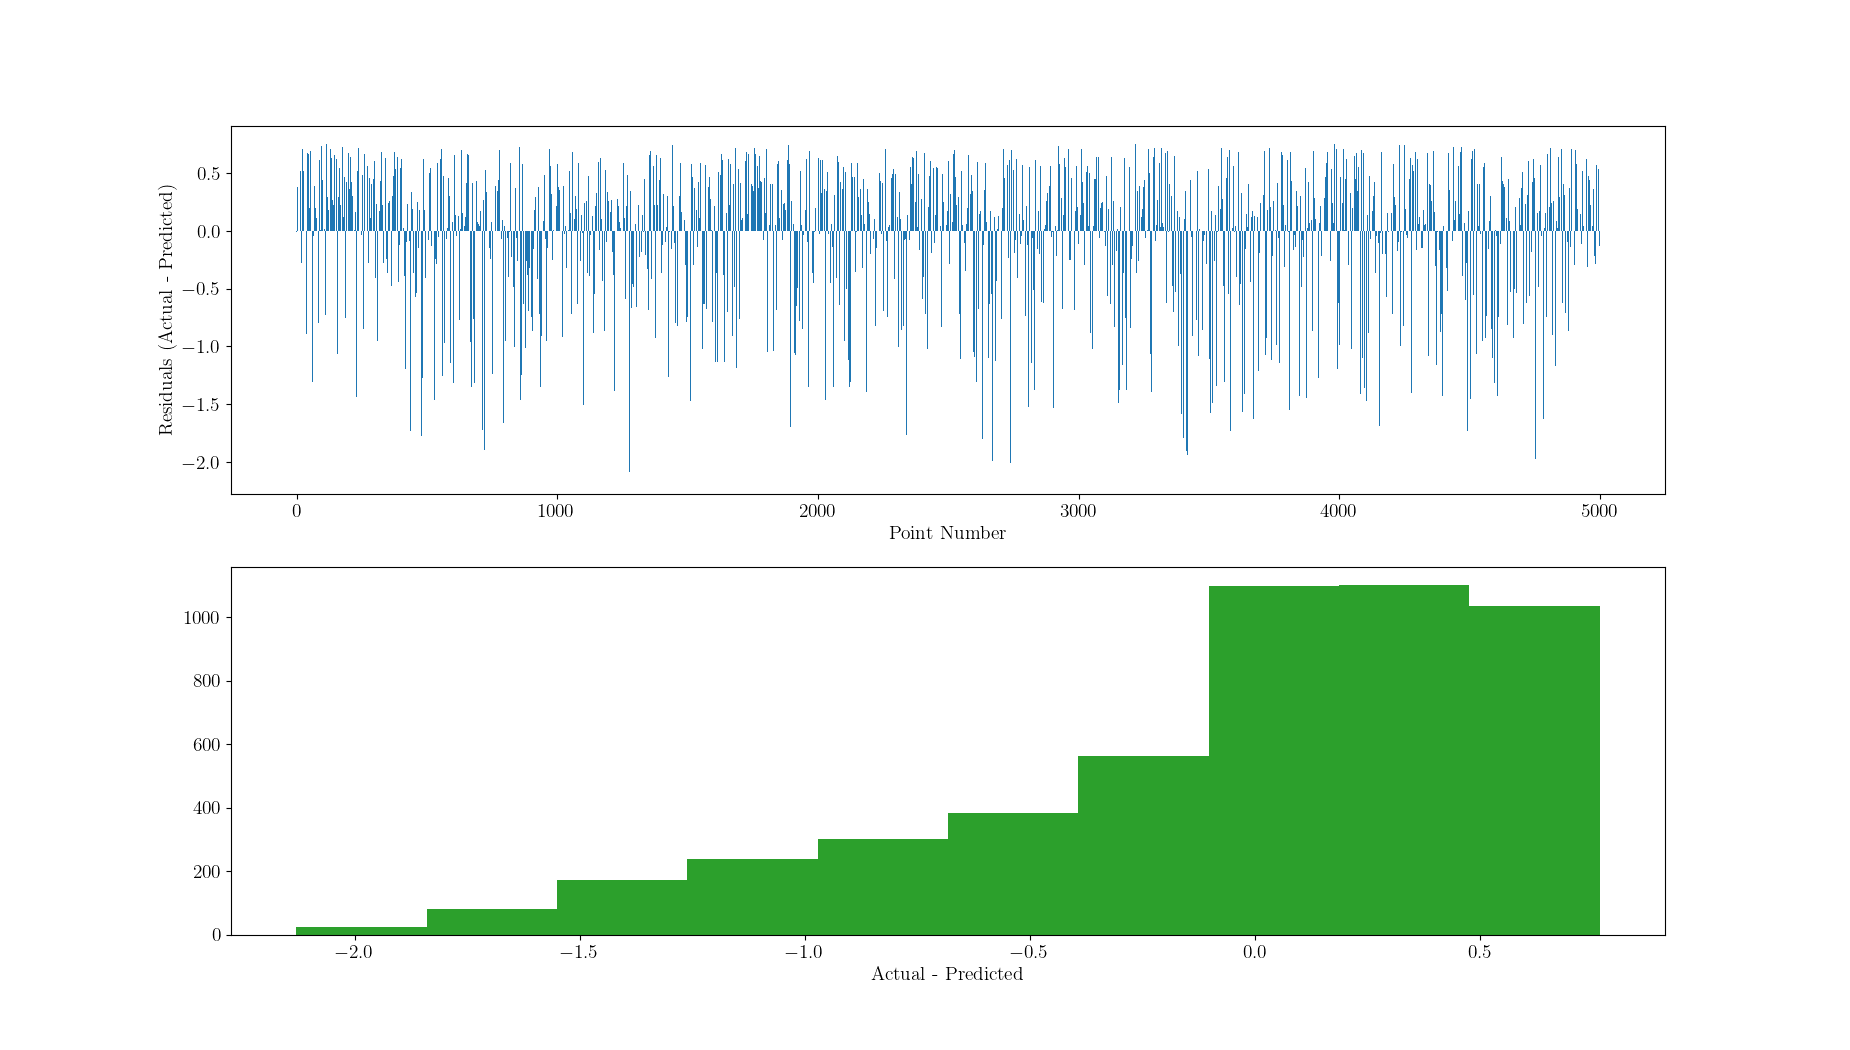 0.5
0.0
−0.5
−1.0
−1.5
−2.0
Residuals (Actual - Predicted)
0 1000 2000 3000 4000 5000
Point Number
1000
800
600
400
200
0
−2.0 −1.5 −1.0 −0.5 0.0 0.5
Actual - Predicted